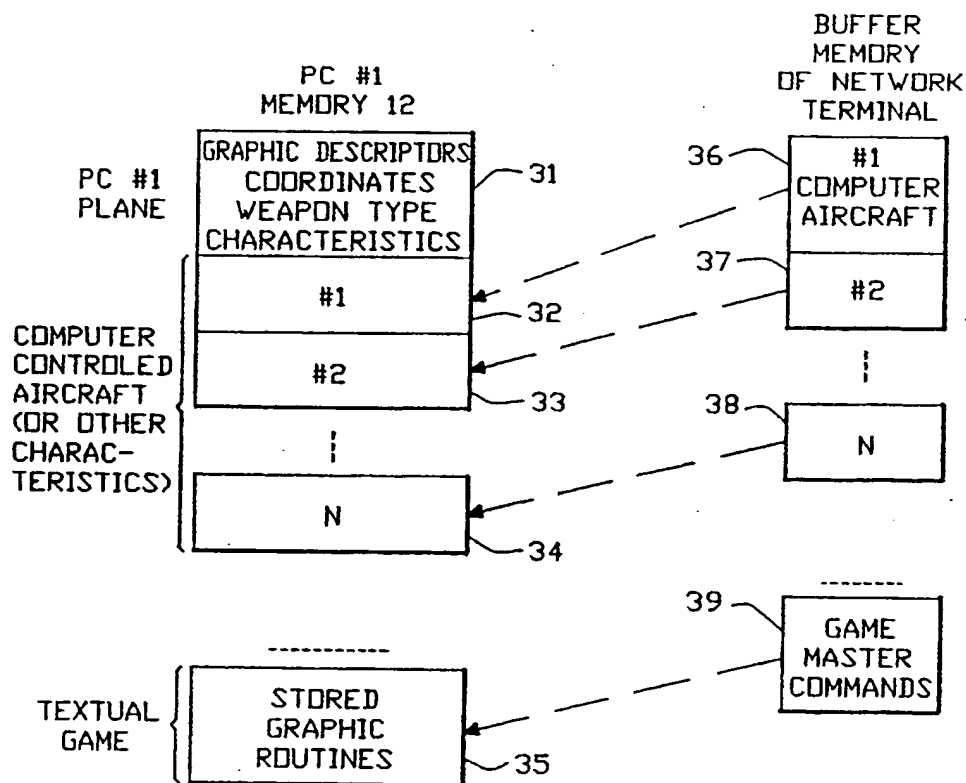 PC #1
MEMORY 12
BUFFER
MEMORY
OF NETWORK
TERMINAL
PC #1
PLANE
GRAPHIC DESCRIPTORS
COORDINATES
WEAPON TYPE
CHARACTERISTICS
31
36
#1
COMPUTER
AIRCRAFT
#1
32
37
#2
COMPUTER
CONTROLED
AIRCRAFT
(OR OTHER
CHARAC-
TERISTICS)
#2
33
38
N
N
34
39
GAME
MASTER
COMMANDS
TEXTUAL
GAME
STORED
GRAPHIC
ROUTINES
35